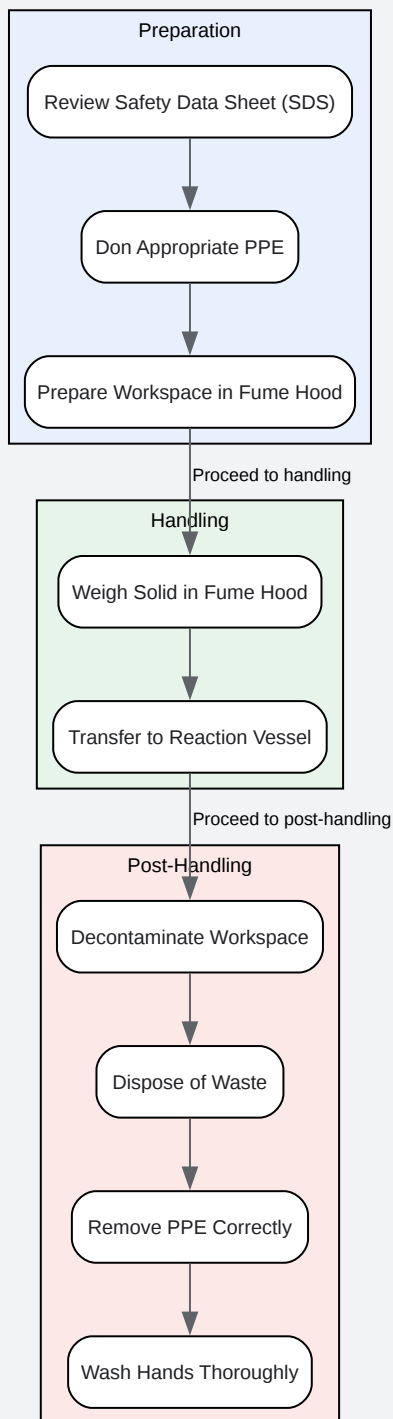 Preparation
Review Safety Data Sheet (SDS)
Don Appropriate PPE
Prepare Workspace in Fume Hood
Proceed to handling
Handling
Weigh Solid in Fume Hood
Transfer to Reaction Vessel
Proceed to post-handling
Post-Handling
Decontaminate Workspace
Dispose of Waste
Remove PPE Correctly
Wash Hands Thoroughly